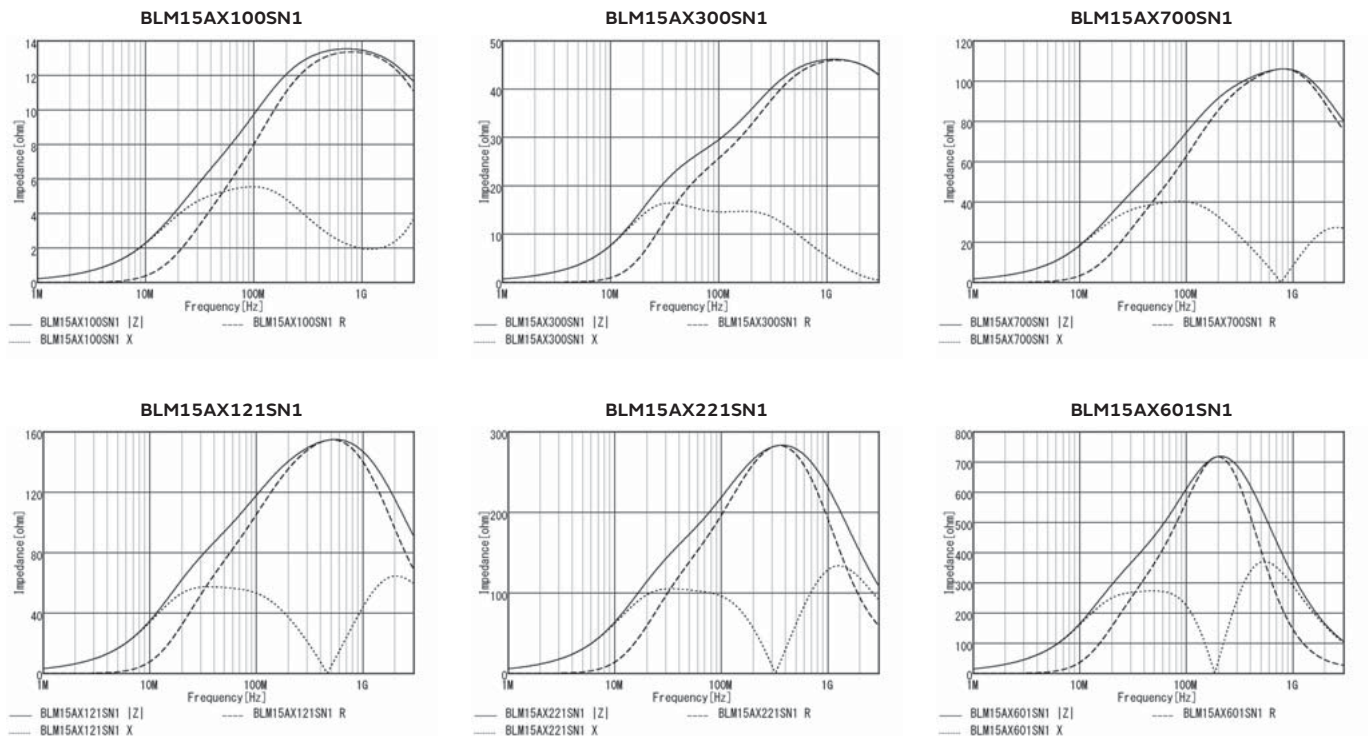 BLM15AX100SN1
14
12
10
8
6
4
2
0
Impedance[ohm]
1M 10M 100M 1G
Frequency[Hz]
BLM15AX100SN1 |Z| BLM15AX100SN1 R
BLM15AX100SN1 X
BLM15AX300SN1
50
40
30
20
10
0
Impedance[ohm]
1M 10M 100M 1G
Frequency[Hz]
BLM15AX300SN1 |Z| BLM15AX300SN1 R
BLM15AX300SN1 X
BLM15AX700SN1
120
100
80
60
40
20
0
Impedance[ohm]
1M 10M 100M 1G
Frequency[Hz]
BLM15AX700SN1 |Z| BLM15AX700SN1 R
BLM15AX700SN1 X
BLM15AX121SN1
160
120
80
40
0
Impedance[ohm]
1M 10M 100M 1G
Frequency[Hz]
BLM15AX121SN1 |Z| BLM15AX121SN1 R
BLM15AX121SN1 X
BLM15AX221SN1
300
200
100
0
Impedance[ohm]
1M 10M 100M 1G
Frequency[Hz]
BLM15AX221SN1 |Z| BLM15AX221SN1 R
BLM15AX221SN1 X
BLM15AX601SN1
800
700
600
500
400
300
200
100
0
Impedance[ohm]
1M 10M 100M 1G
Frequency[Hz]
BLM15AX601SN1 |Z| BLM15AX601SN1 R
BLM15AX601SN1 X